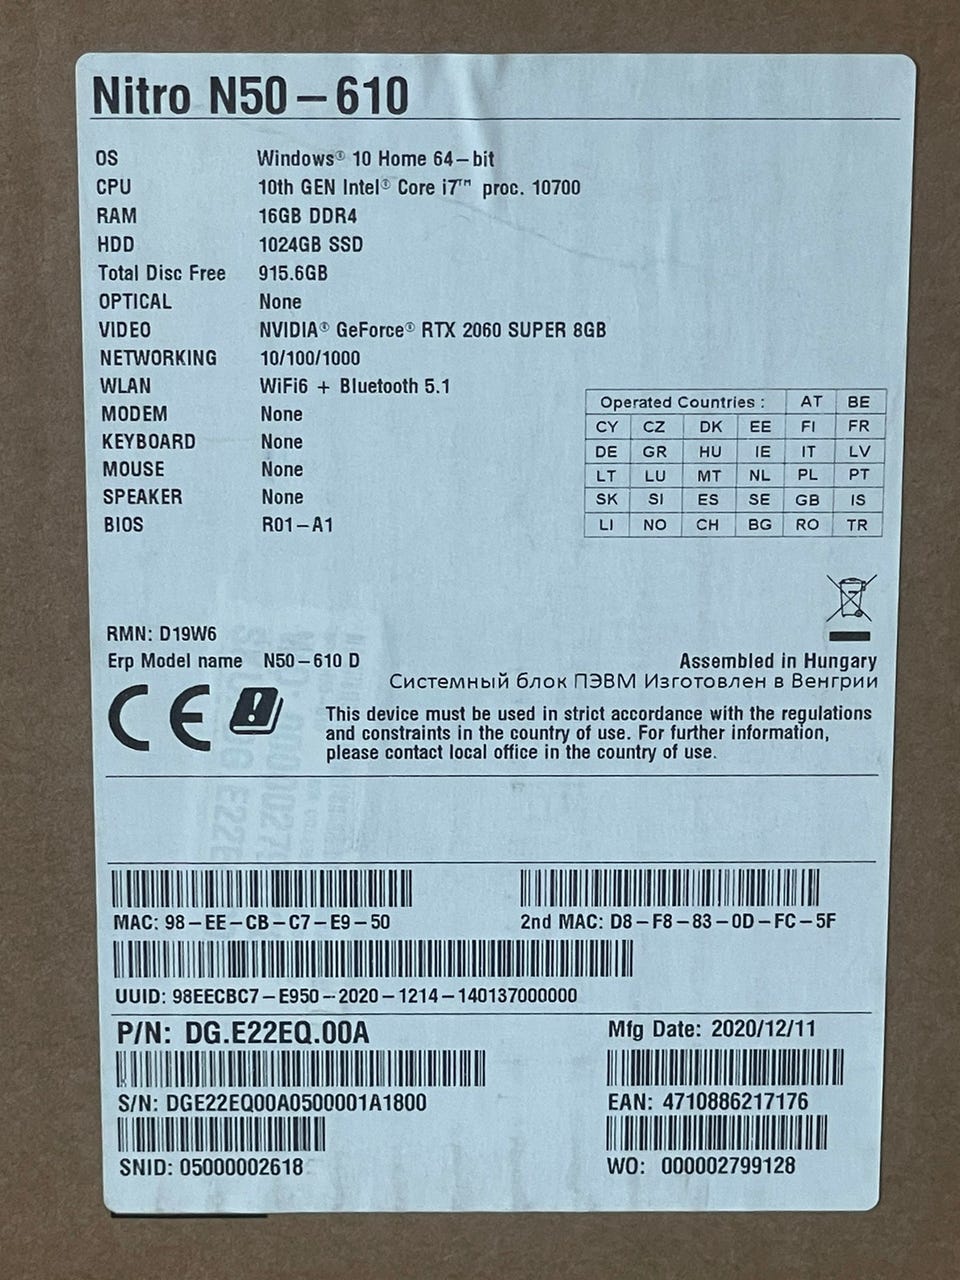 Nitro N50-610
OS Windows® 10 Home 64-bit
CPU 10th GEN Intel® Core i7™ proc. 10700
RAM 16GB DDR4
HDD 1024GB SSD
Total Disc Free 915.6GB
OPTICAL None
VIDEO NVIDIA® GeForce® RTX 2060 SUPER 8GB
NETWORKING 10/100/1000
WLAN WiFi6 + Bluetooth 5.1
MODEM None
KEYBOARD None
MOUSE None
SPEAKER None
BIOS R01-A1
Operated Countries : AT BE
CY CZ DK EE FI FR
DE GR HU IE IT LV
LT LU MT NL PL PT
SK SI ES SE GB IS
LI NO CH BG RO TR
RMN: D19W6
Erp Model name N50-610 D
Assembled in Hungary
Системный блок ПЭВМ Изготовлен в Венгрии
CE
This device must be used in strict accordance with the regulations
and constraints in the country of use. For further information,
please contact local office in the country of use.
MAC: 98-EE-CB-C7-E9-50
2nd MAC: D8-F8-83-0D-FC-5F
UUID: 98EECBC7-E950-2020-1214-140137000000
P/N: DG.E22EQ.00A
Mfg Date: 2020/12/11
S/N: DGE22EQ00A0500001A1800
EAN: 4710886217176
SNID: 05000002618
WO: 000002799128